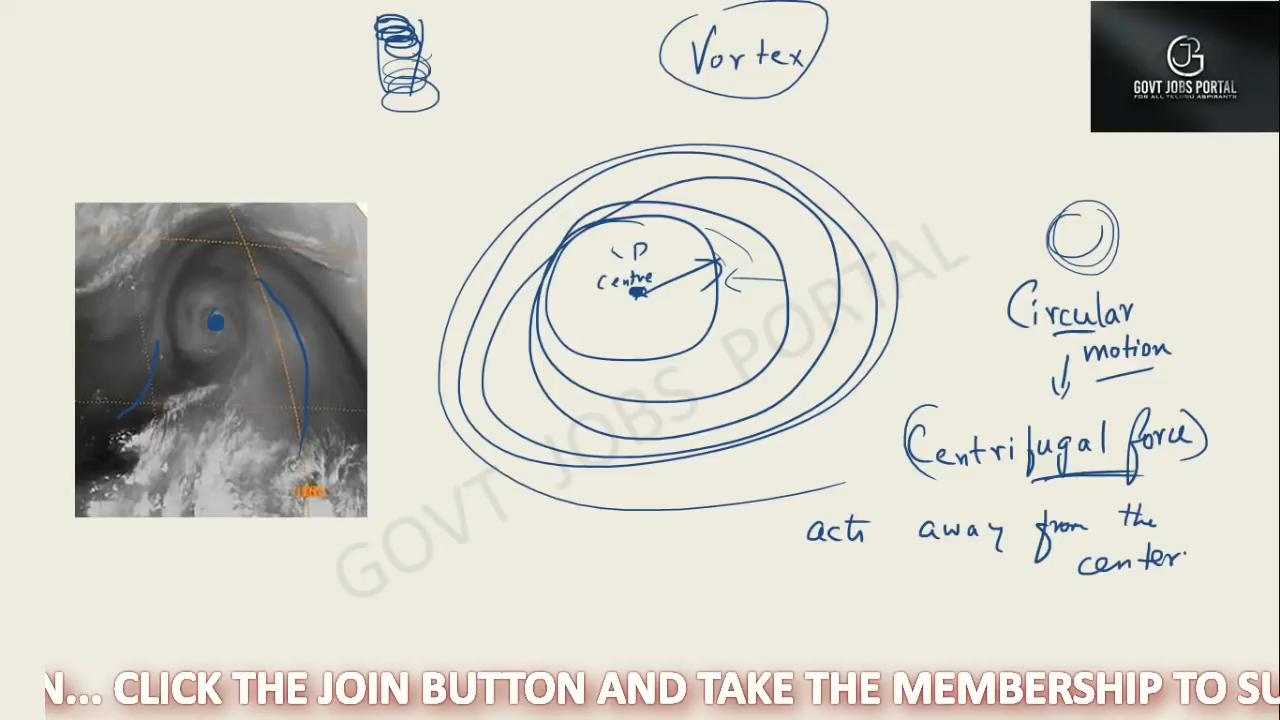 Vortex
GOVT JOBS PORTAL
FOR ALL TELUGU ASPIRANTS
LP
centre
Circular
motion
(Centrifugal force)
acts away from the
center.
GOVT JOBS PORTAL
N... CLICK THE JOIN BUTTON AND TAKE THE MEMBERSHIP TO SU